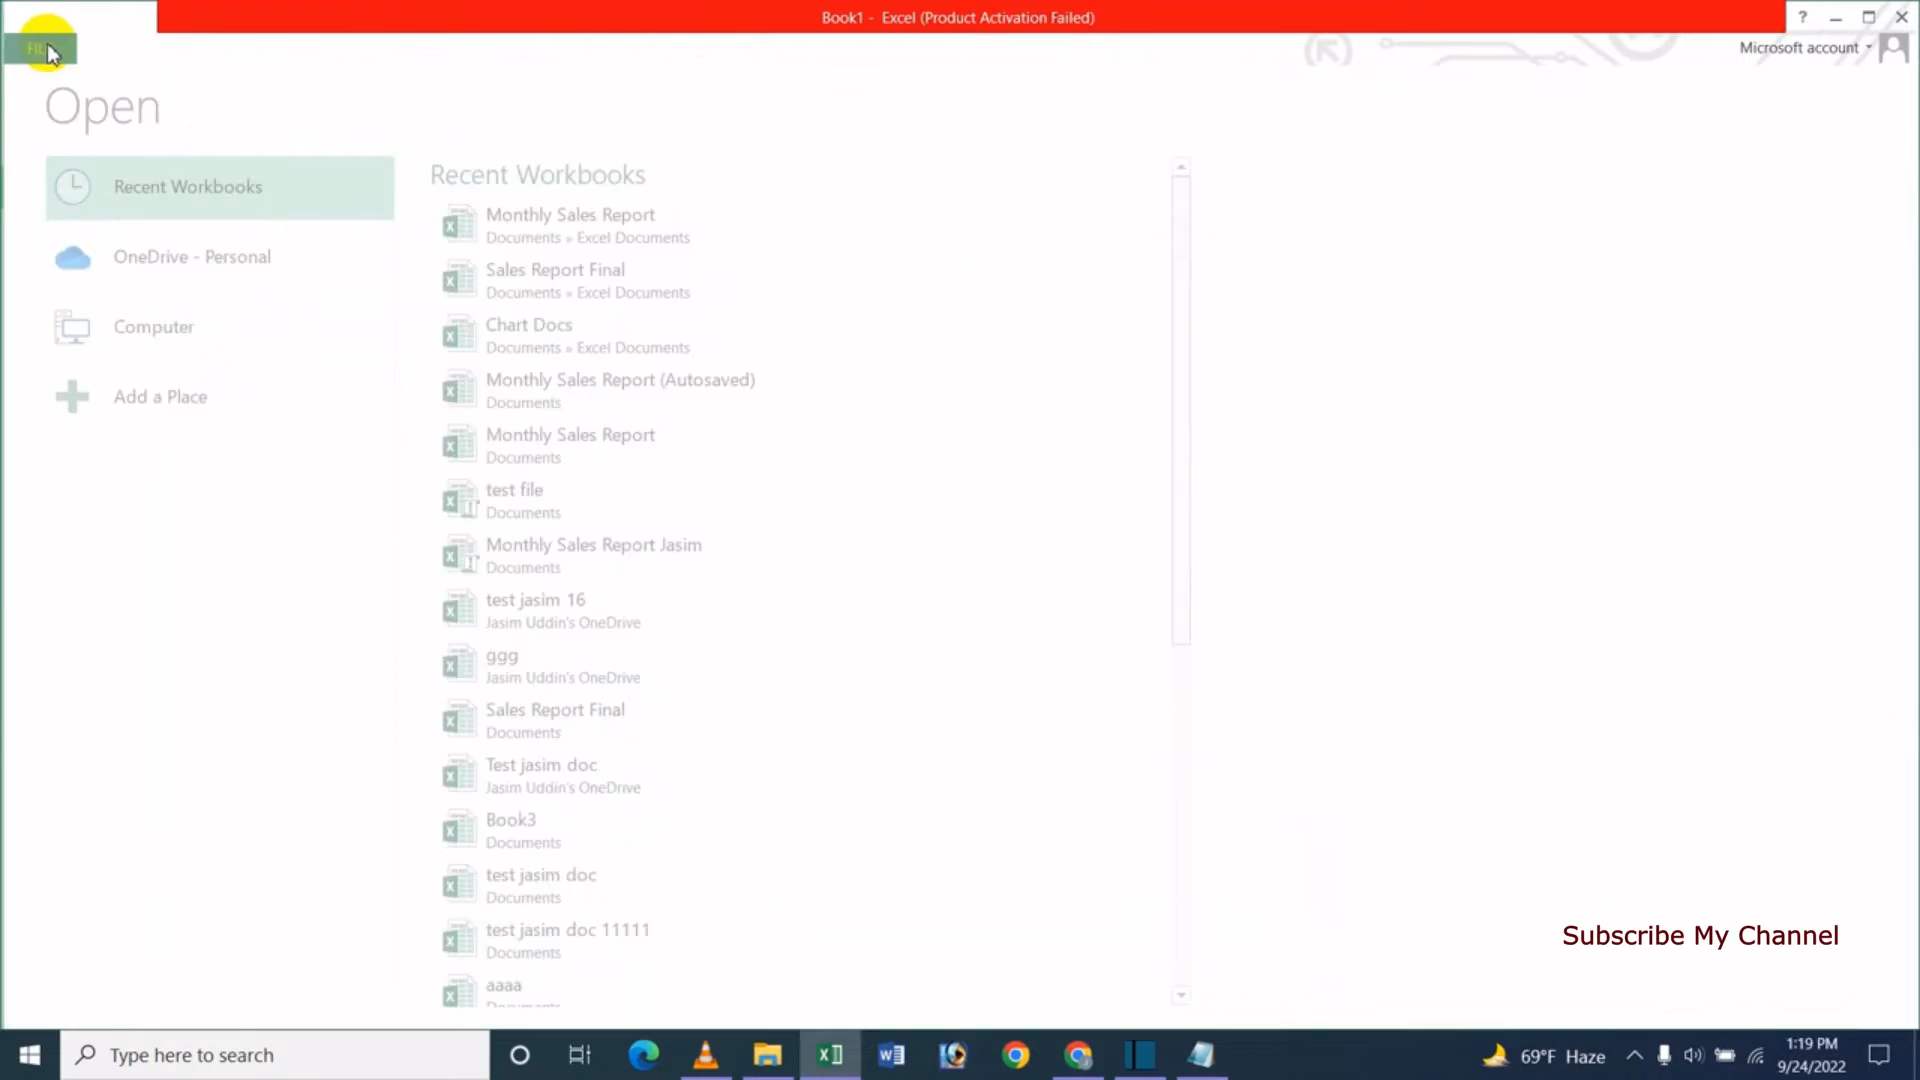 Book1 - Excel (Product Activation Failed)
?
FIL
Microsoft account
Open
Recent Workbooks
OneDrive - Personal
Computer
Add a Place
Recent Workbooks
Monthly Sales Report
Documents » Excel Documents
Sales Report Final
Documents » Excel Documents
Chart Docs
Documents » Excel Documents
Monthly Sales Report (Autosaved)
Documents
Monthly Sales Report
Documents
test file
Documents
Monthly Sales Report Jasim
Documents
test jasim 16
Jasim Uddin's OneDrive
ggg
Jasim Uddin's OneDrive
Sales Report Final
Documents
Test jasim doc
Jasim Uddin's OneDrive
Book3
Documents
test jasim doc
Documents
test jasim doc 11111
Documents
aaaa
Documents
Subscribe My Channel
Type here to search
69°F Haze
1:19 PM
9/24/2022